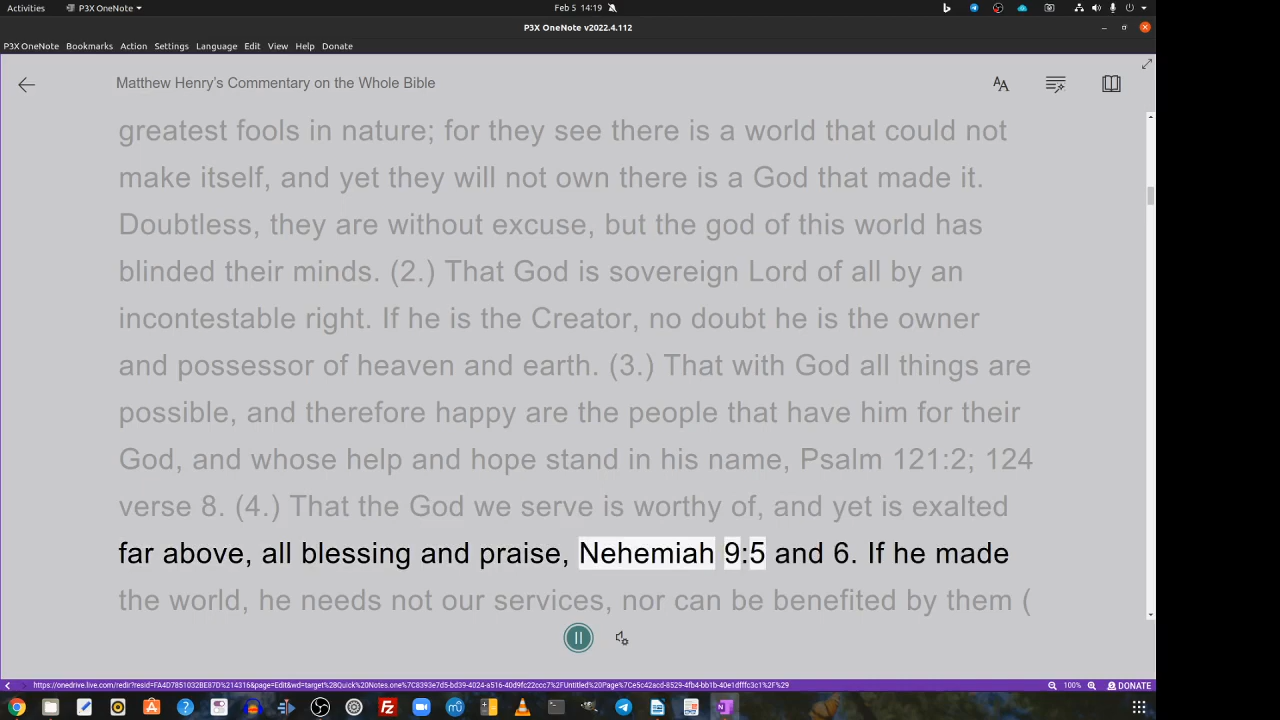 Activities
P3X OneNote
Feb 5 14:19
P3X OneNote v2022.4.112
P3X OneNote Bookmarks Action Settings Language Edit View Help Donate
Matthew Henry's Commentary on the Whole Bible
greatest fools in nature; for they see there is a world that could not
make itself, and yet they will not own there is a God that made it.
Doubtless, they are without excuse, but the god of this world has
blinded their minds. (2.) That God is sovereign Lord of all by an
incontestable right. If he is the Creator, no doubt he is the owner
and possessor of heaven and earth. (3.) That with God all things are
possible, and therefore happy are the people that have him for their
God, and whose help and hope stand in his name, Psalm 121:2; 124
verse 8. (4.) That the God we serve is worthy of, and yet is exalted
far above, all blessing and praise, Nehemiah 9:5 and 6. If he made
the world, he needs not our services, nor can be benefited by them (
100%
DONATE